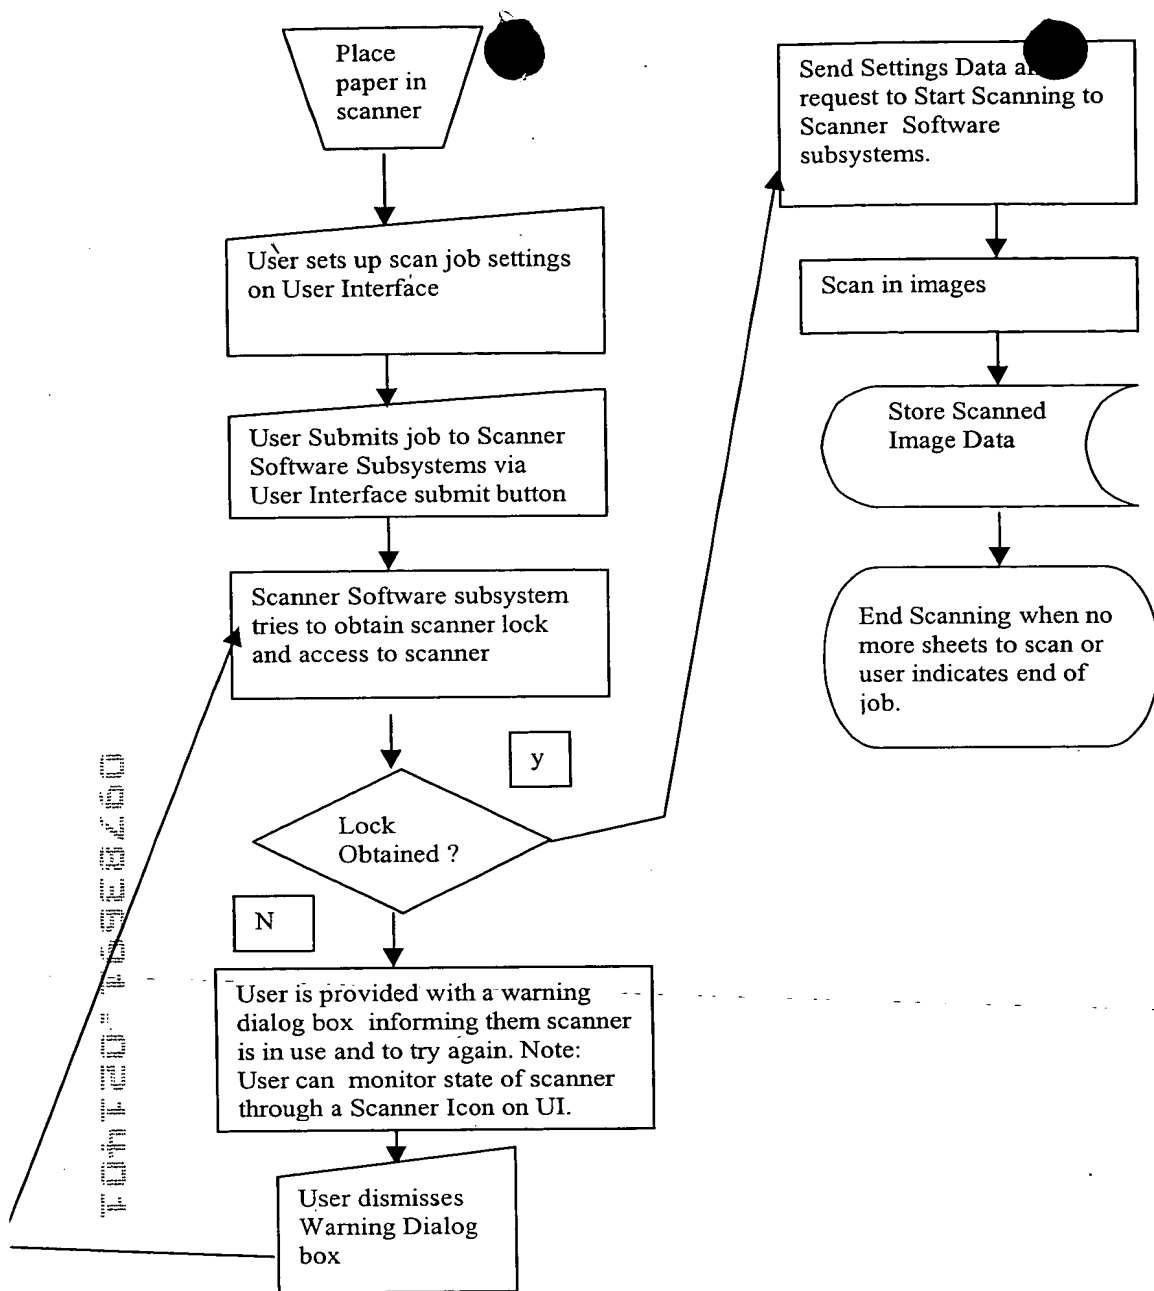 Place
paper in
scanner
User sets up scan job settings
on User Interface
User Submits job to Scanner
Software Subsystems via
User Interface submit button
Scanner Software subsystem
tries to obtain scanner lock
and access to scanner
y
Lock
Obtained ?
N
User is provided with a warning
dialog box informing them scanner
is in use and to try again. Note:
User can monitor state of scanner
through a Scanner Icon on UI.
User dismisses
Warning Dialog
box
Send Settings Data
request to Start Scanning to
Scanner Software
subsystems.
Scan in images
Store Scanned
Image Data
End Scanning when no
more sheets to scan or
user indicates end of
job.